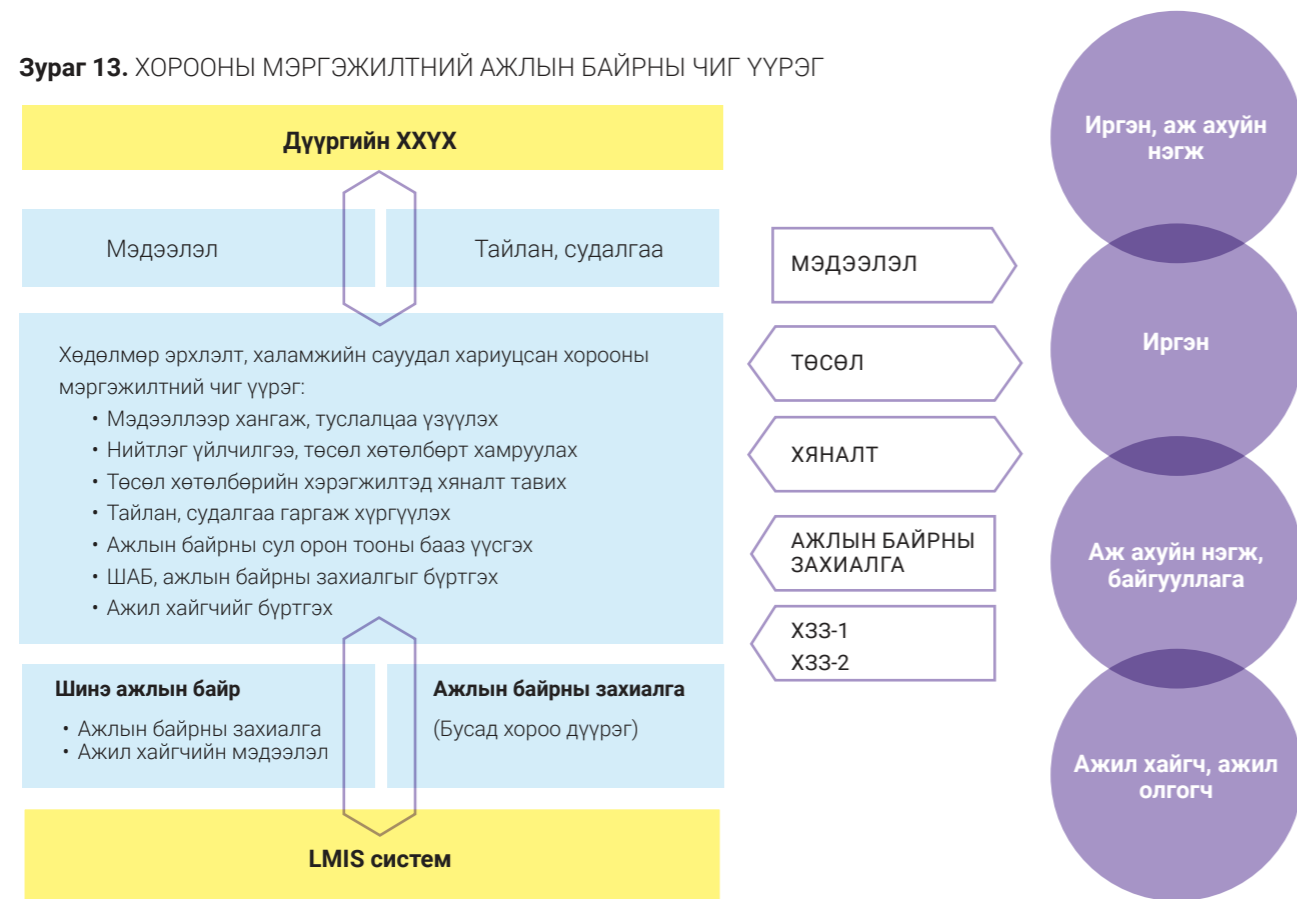 Зураг 13. ХОРООНЫ МЭРГЭЖИЛТНИЙ АЖЛЫН БАЙРНЫ ЧИГ ҮҮРЭГ
Дүүргийн ХХҮХ
Мэдээлэл
Тайлан, судалгаа
Хөдөлмөр эрхлэлт, халамжийн сауудал хариуцсан хорооны
мэргэжилтний чиг үүрэг:
• Мэдээллээр хангаж, туслалцаа үзүүлэх
• Нийтлэг үйлчилгээ, төсөл хөтөлбөрт хамруулах
• Төсөл хөтөлбөрийн хэрэгжилтэд хяналт тавих
• Тайлан, судалгаа гаргаж хүргүүлэх
• Ажлын байрны сул орон тооны бааз үүсгэх
• ШАБ, ажлын байрны захиалгыг бүртгэх
• Ажил хайгчийг бүртгэх
Шинэ ажлын байр
• Ажлын байрны захиалга
• Ажил хайгчийн мэдээлэл
Ажлын байрны захиалга
(Бусад хороо дүүрэг)
LMIS систем
МЭДЭЭЛЭЛ
ТӨСӨЛ
ХЯНАЛТ
АЖЛЫН БАЙРНЫ
ЗАХИАЛГА
ХЗЗ-1
ХЗЗ-2
Иргэн, аж ахуйн
нэгж
Иргэн
Аж ахуйн нэгж,
байгууллага
Ажил хайгч, ажил
олгогч